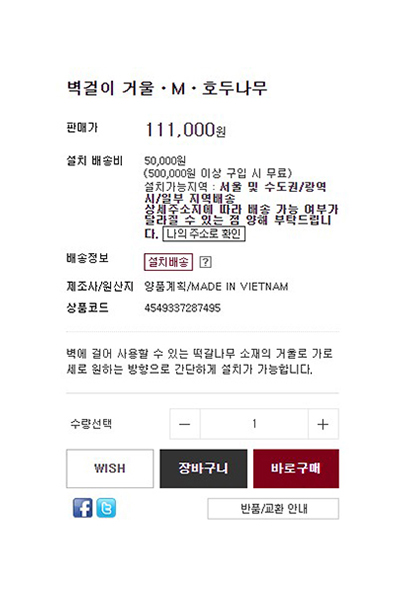 벽걸이 거울・M・호두나무
판매가 111,000원
설치 배송비 50,000원
(500,000원 이상 구입 시 무료)
설치가능지역 : 서울 및 수도권/광역
시/일부 지역배송
상세주소지에 따라 배송 가능 여부가
달라질 수 있는 점 양해 부탁드립니
다. 나의 주소로 확인
배송정보 설치배송 ?
제조사/원산지 양품계획/MADE IN VIETNAM
상품코드 4549337287495
벽에 걸어 사용할 수 있는 떡갈나무 소재의 거울로 가로
세로 원하는 방향으로 간단하게 설치가 가능합니다.
수량선택 − 1 +
WISH 장바구니 바로구매
반품/교환 안내